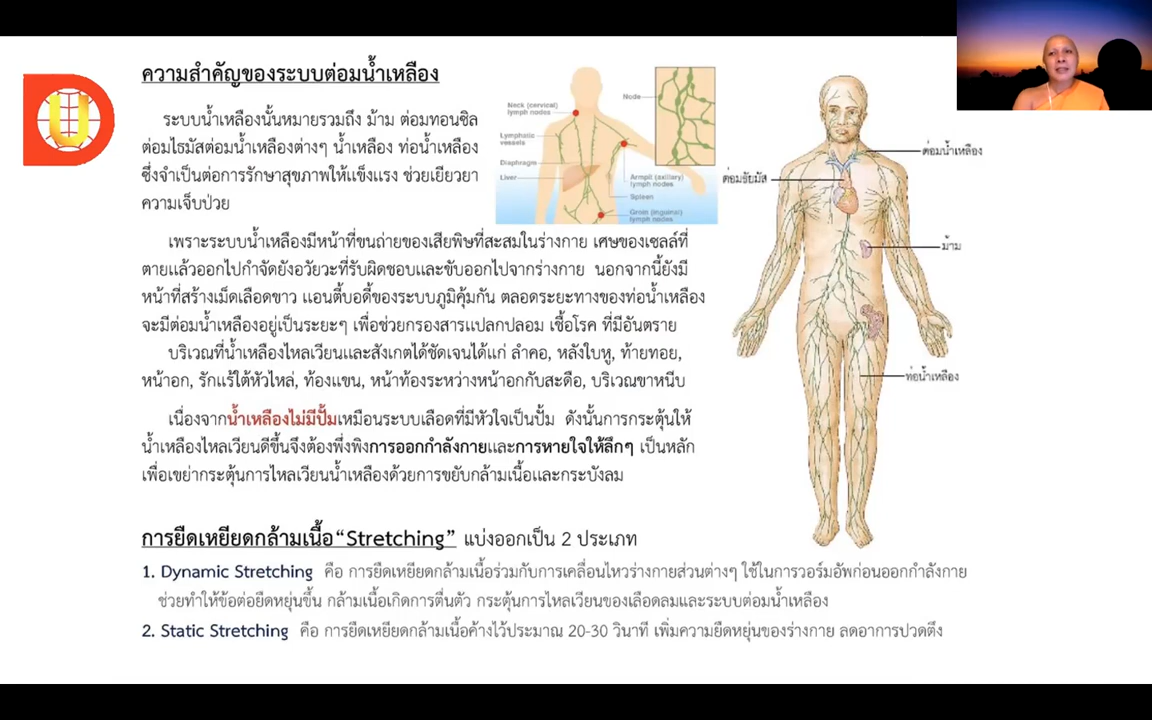 ความสำคัญของระบบต่อมน้ำเหลือง
ระบบน้ำเหลืองนั้นหมายรวมถึง ม้าม ต่อมทอนซิล
ต่อมไธมัสต่อมน้ำเหลืองต่างๆ น้ำเหลือง ท่อน้ำเหลือง
ซึ่งจำเป็นต่อการรักษาสุขภาพให้แข็งแรง ช่วยเยียวยา
ความเจ็บป่วย
Neck (cervical)
lymph nodes
Lymphatic
vessels
Diaphragm
Liver
Node
Armpit (axillary)
lymph nodes
Spleen
Groin (inguinal)
lymph nodes
ต่อมน้ำเหลือง
ต่อมธัยมัส
ม้าม
ท่อน้ำเหลือง
เพราะระบบน้ำเหลืองมีหน้าที่ขนถ่ายของเสียพิษที่สะสมในร่างกาย เศษของเซลล์ที่
ตายแล้วออกไปกำจัดยังอวัยวะที่รับผิดชอบและขับออกไปจากร่างกาย นอกจากนี้ยังมี
หน้าที่สร้างเม็ดเลือดขาว แอนตี้บอดี้ของระบบภูมิคุ้มกัน ตลอดระยะทางของท่อน้ำเหลือง
จะมีต่อมน้ำเหลืองอยู่เป็นระยะๆ เพื่อช่วยกรองสารแปลกปลอม เชื้อโรค ที่มีอันตราย
บริเวณที่น้ำเหลืองไหลเวียนและสังเกตได้ชัดเจนได้แก่ ลำคอ, หลังใบหู, ท้ายทอย,
หน้าอก, รักแร้ใต้หัวไหล่, ท้องแขน, หน้าท้องระหว่างหน้าอกกับสะดือ, บริเวณขาหนีบ
เนื่องจากน้ำเหลืองไม่มีปั้มเหมือนระบบเลือดที่มีหัวใจเป็นปั้ม ดังนั้นการกระตุ้นให้
น้ำเหลืองไหลเวียนดีขึ้นจึงต้องพึ่งพิงการออกกำลังกายและการหายใจให้ลึกๆ เป็นหลัก
เพื่อเขย่ากระตุ้นการไหลเวียนน้ำเหลืองด้วยการขยับกล้ามเนื้อและกระบังลม
การยืดเหยียดกล้ามเนื้อ“Stretching” แบ่งออกเป็น 2 ประเภท
1. Dynamic Stretching คือ การยืดเหยียดกล้ามเนื้อร่วมกับการเคลื่อนไหวร่างกายส่วนต่างๆ ใช้ในการวอร์มอัพก่อนออกกำลังกาย
ช่วยทำให้ข้อต่อยืดหยุ่นขึ้น กล้ามเนื้อเกิดการตื่นตัว กระตุ้นการไหลเวียนของเลือดลมและระบบต่อมน้ำเหลือง
2. Static Stretching คือ การยืดเหยียดกล้ามเนื้อค้างไว้ประมาณ 20-30 วินาที เพิ่มความยืดหยุ่นของร่างกาย ลดอาการปวดตึง